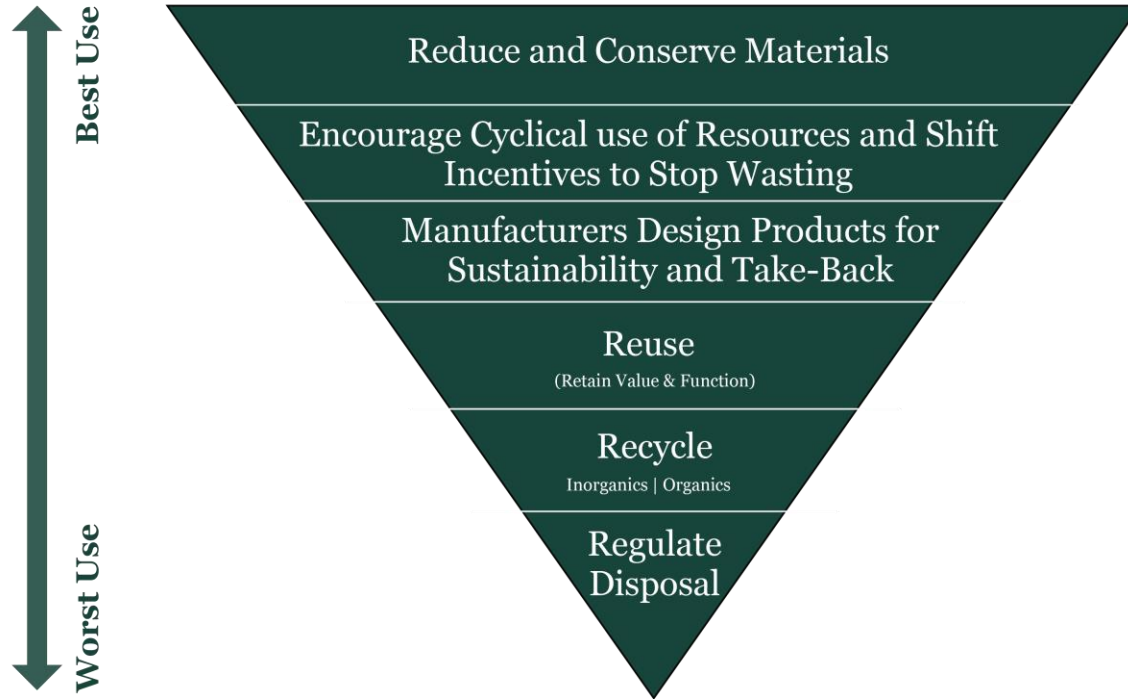 Best Use
Reduce and Conserve Materials
Encourage Cyclical use of Resources and Shift
Incentives to Stop Wasting
Manufacturers Design Products for
Sustainability and Take-Back
Reuse
(Retain Value & Function)
Recycle
Inorganics | Organics
Regulate
Disposal
Worst Use